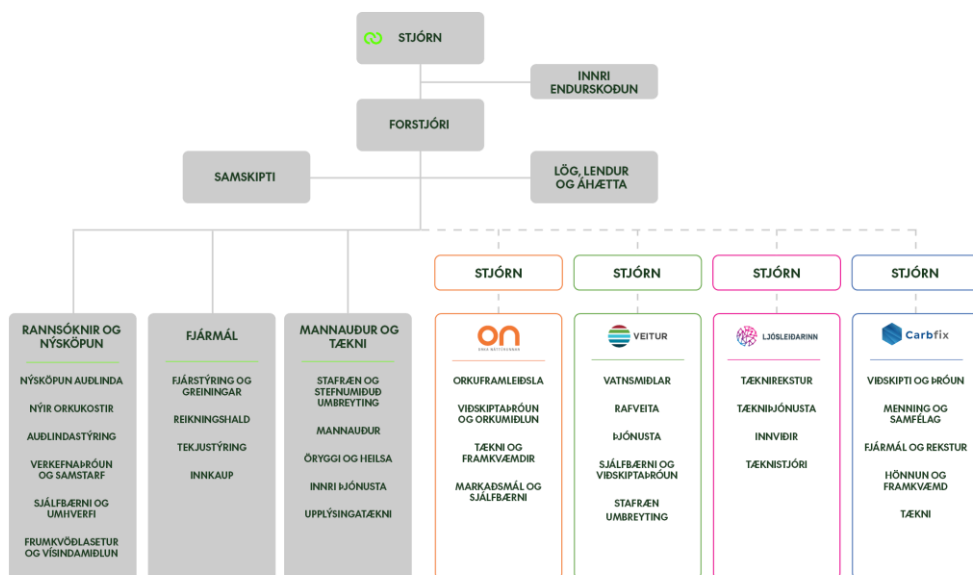 STJÓRN
INNRI
ENDURSKOÐUN
FORSTJÓRI
SAMSKIPTI
LÖG, LENDUR
OG ÁHÆTTA
RANNSÓKNIR OG
NÝSKÖPUN
NÝSKÖPUN AUÐLINDA
NÝIR ORKUKOSTIR
AUÐLINDASTÝRING
VERKEFNAÞRÓUN
OG SAMSTARF
SJÁLFBÆRNI OG
UMHVERFI
FRUMKVÖÐLASETUR
OG VÍSINDAMIÐLUN
FJÁRMÁL
FJÁRSTÝRING OG
GREININGAR
REIKNINGSHALD
TEKJUSTÝRING
INNKAUP
MANNAUÐUR OG
TÆKNI
STAFRÆN OG
STEFNUMIÐUÐ
UMBREYTING
MANNAUÐUR
ÖRYGGI OG HEILSA
INNRI ÞJÓNUSTA
UPPLÝSINGATÆKNI
STJÓRN
on
ORKA NÁTTÚRUNNAR
ORKUFRAMLEIÐSLA
VIÐSKIPTAÞRÓUN
OG ORKUMIÐLUN
TÆKNI OG
FRAMKVÆMDIR
MARKAÐSMÁL OG
SJÁLFBÆRNI
STJÓRN
VEITUR
VATNSMIÐLAR
RAFVEITA
ÞJÓNUSTA
SJÁLFBÆRNI OG
VIÐSKIPTAÞRÓUN
STAFRÆN
UMBREYTING
STJÓRN
LJÓSLEIÐARINN
TÆKNIREKSTUR
TÆKNIÞJÓNUSTA
INNVIÐIR
TÆKNISTJÓRI
STJÓRN
Carbfix
VIÐSKIPTI OG ÞRÓUN
MENNING OG
SAMFÉLAG
FJÁRMÁL OG REKSTUR
HÖNNUN OG
FRAMKVÆMD
TÆKNI